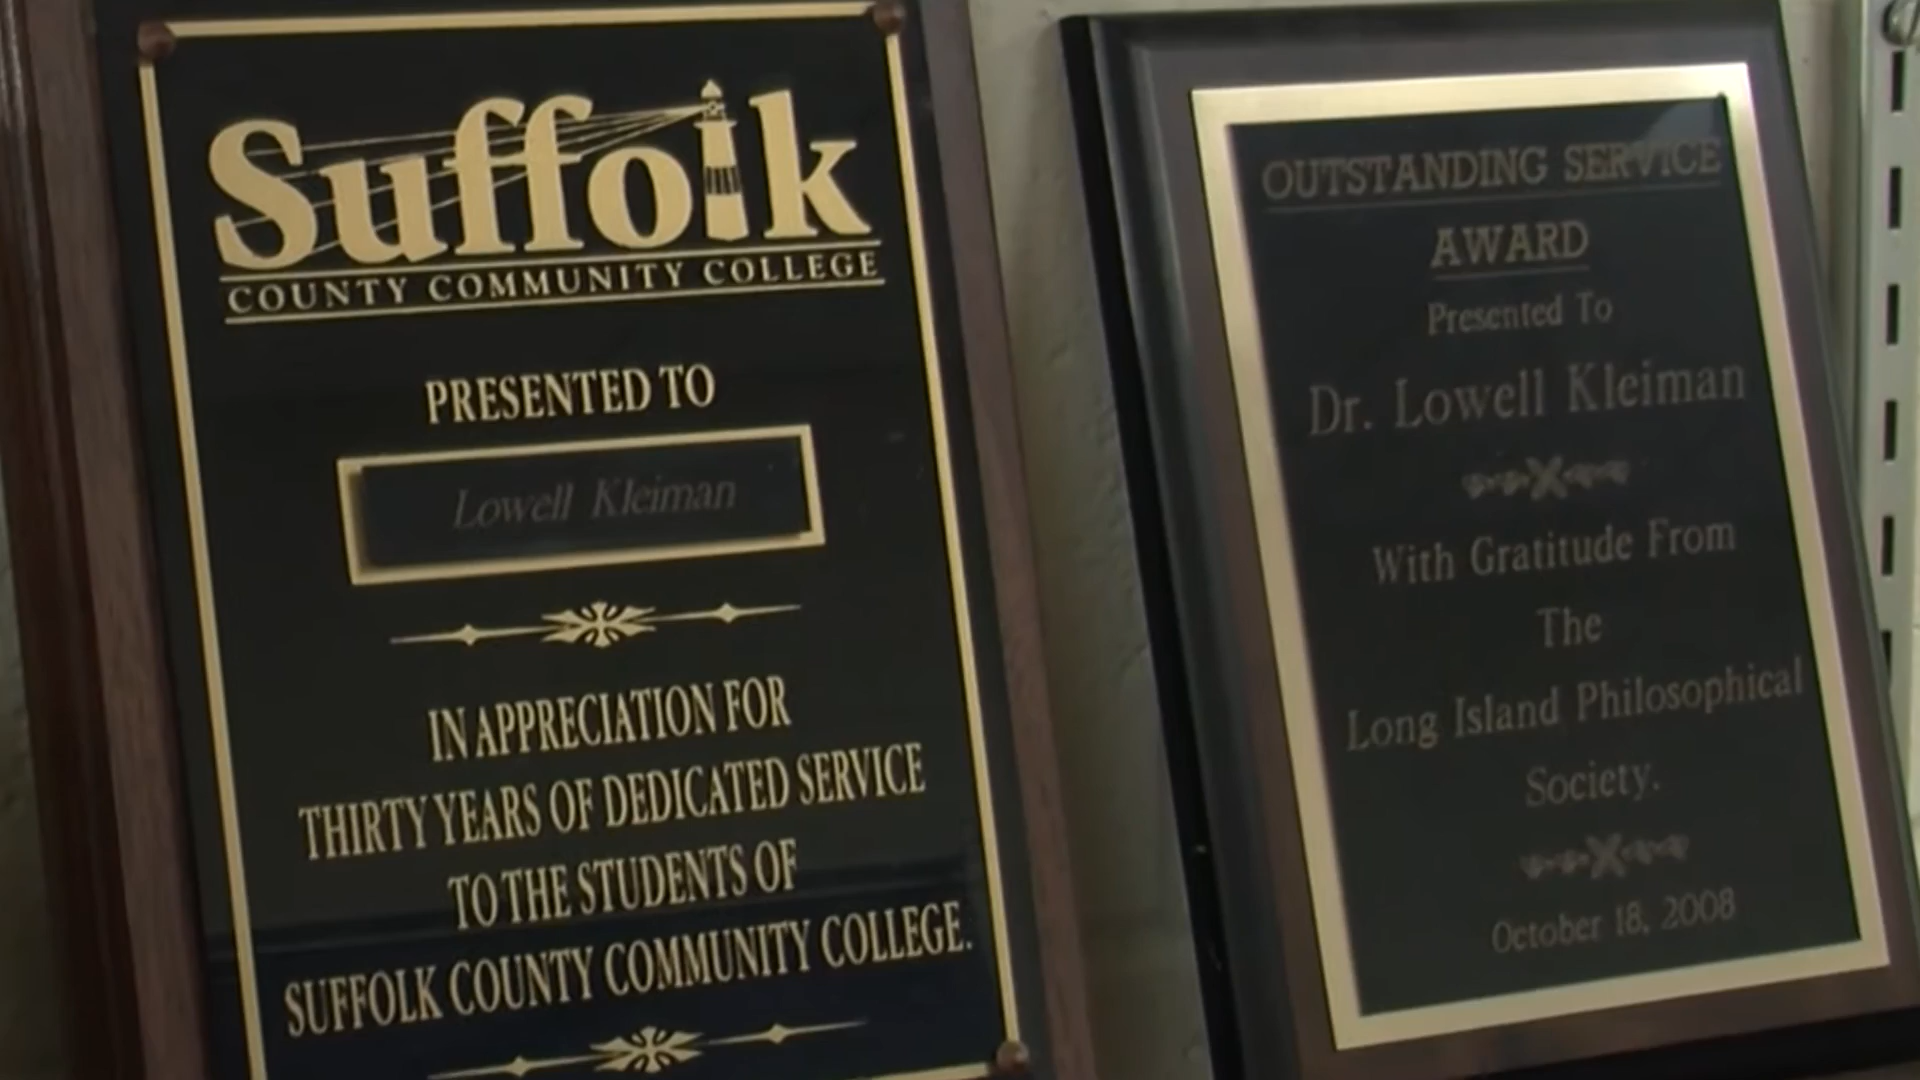 Suffolk
COUNTY COMMUNITY COLLEGE
PRESENTED TO
Lowell Kleiman
IN APPRECIATION FOR
THIRTY YEARS OF DEDICATED SERVICE
TO THE STUDENTS OF
SUFFOLK COUNTY COMMUNITY COLLEGE.
OUTSTANDING SERVICE
AWARD
Presented To
Dr. Lowell Kleiman
With Gratitude From
The
Long Island Philosophical
Society.
October 18, 2008